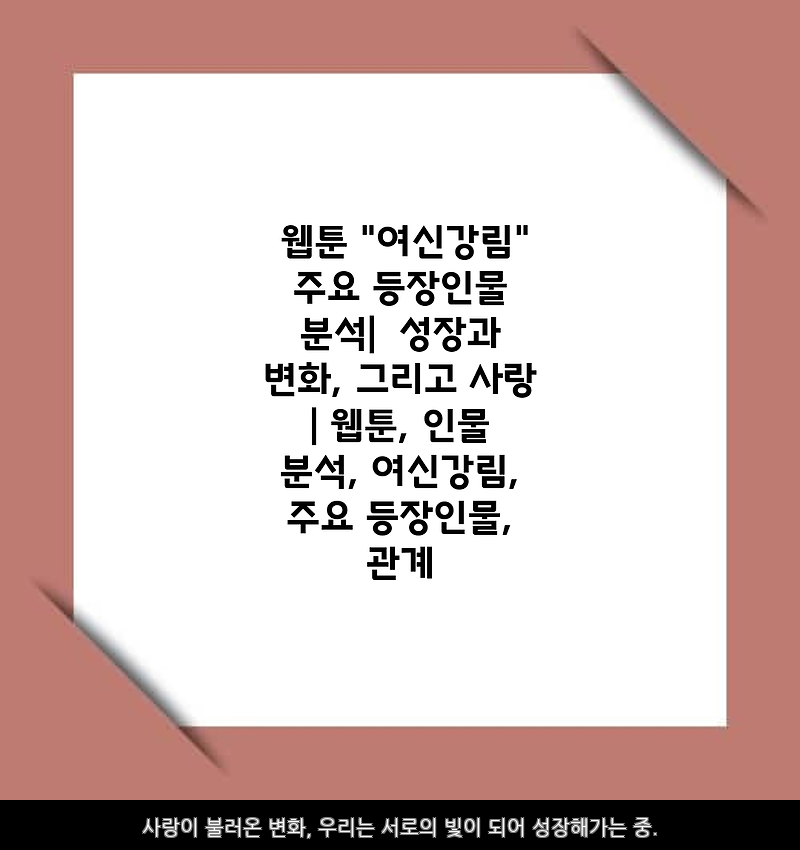 웹툰 "여신강림"
주요 등장인물
분석|  성장과
변화, 그리고 사랑
| 웹툰, 인물
분석, 여신강림,
주요 등장인물,
관계
사랑이 불러온 변화, 우리는 서로의 빛이 되어 성장해가는 중.